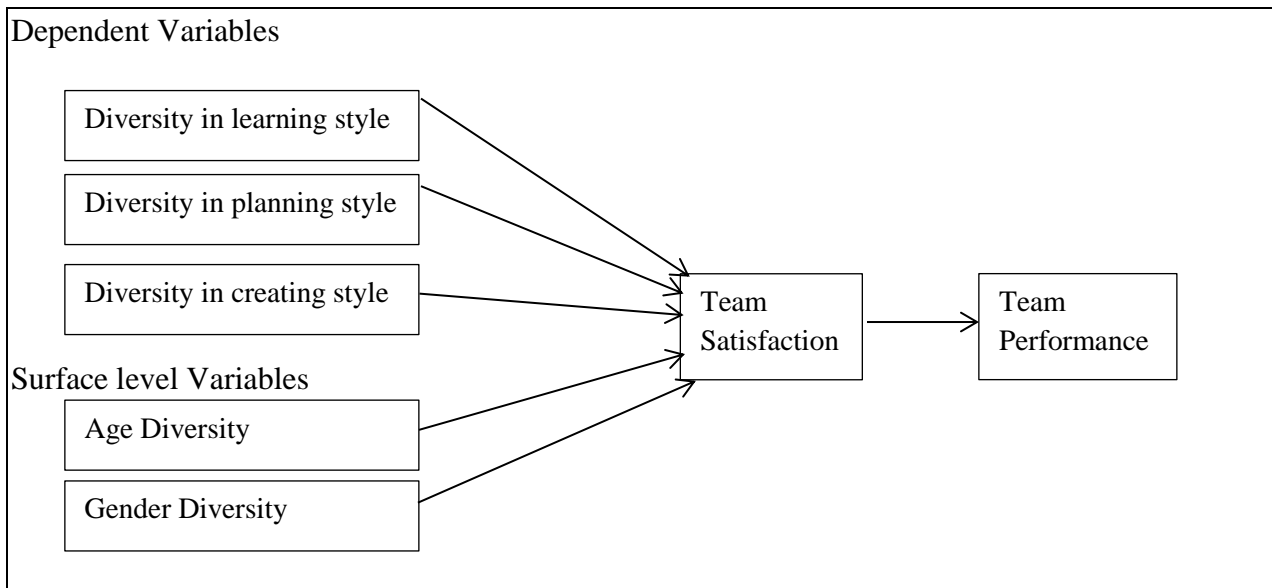 Dependent Variables
Diversity in learning style
Diversity in planning style
Diversity in creating style
Team
Satisfaction
Team
Performance
Surface level Variables
Age Diversity
Gender Diversity